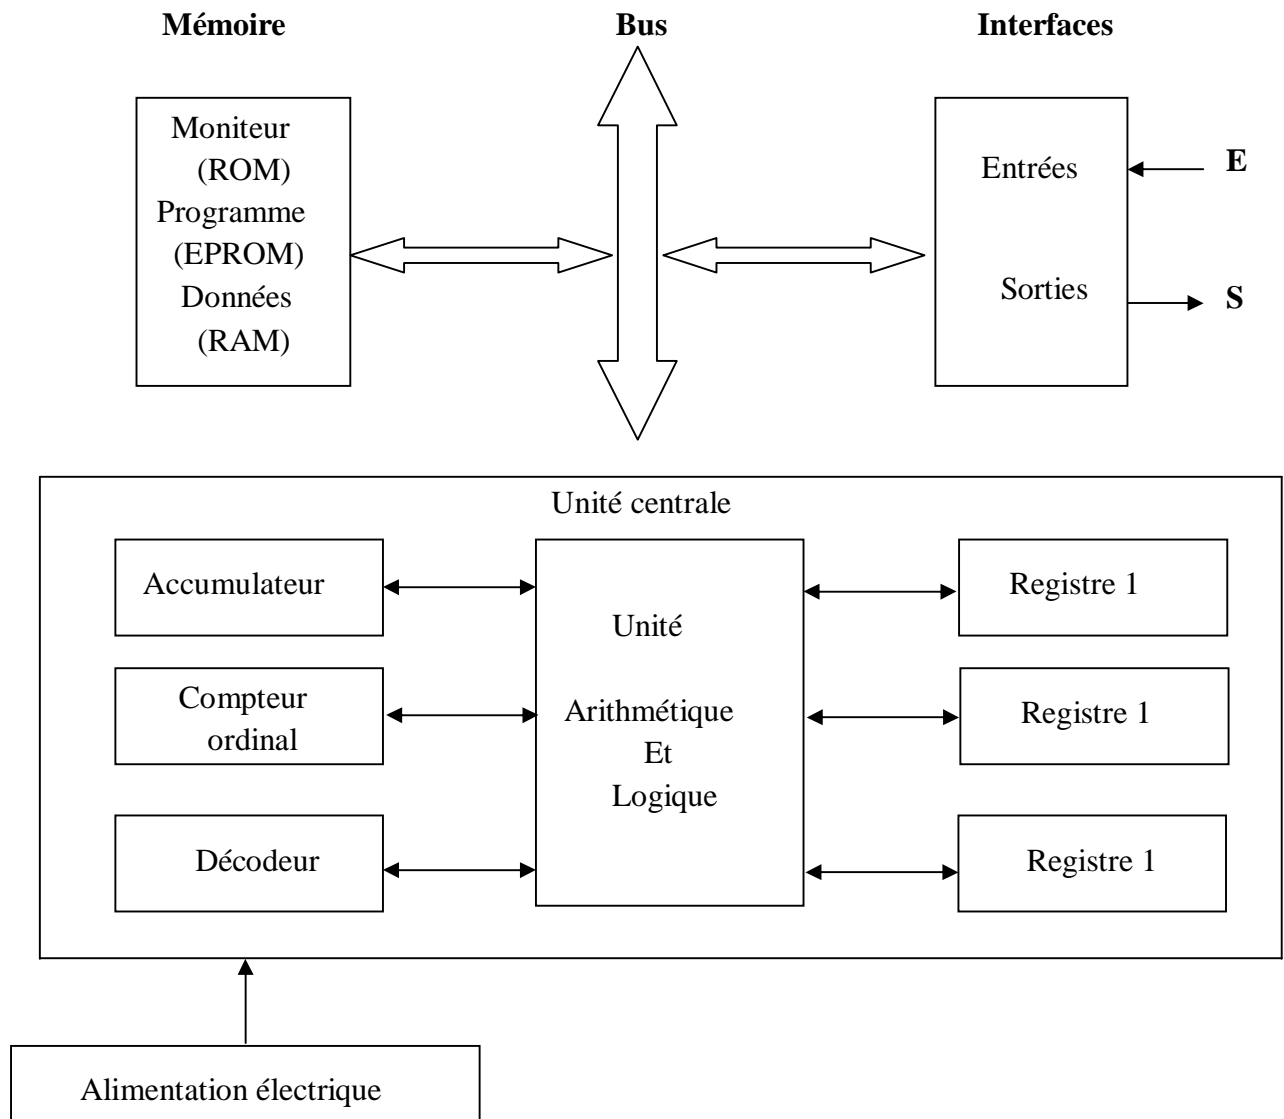 Mémoire
Bus
Interfaces
Moniteur
(ROM)
Programme
(EPROM)
Données
(RAM)
Entrées
E
Sorties
S
Unité centrale
Accumulateur
Compteur
ordinal
Décodeur
Unité
Arithmétique
Et
Logique
Registre 1
Registre 1
Registre 1
Alimentation électrique